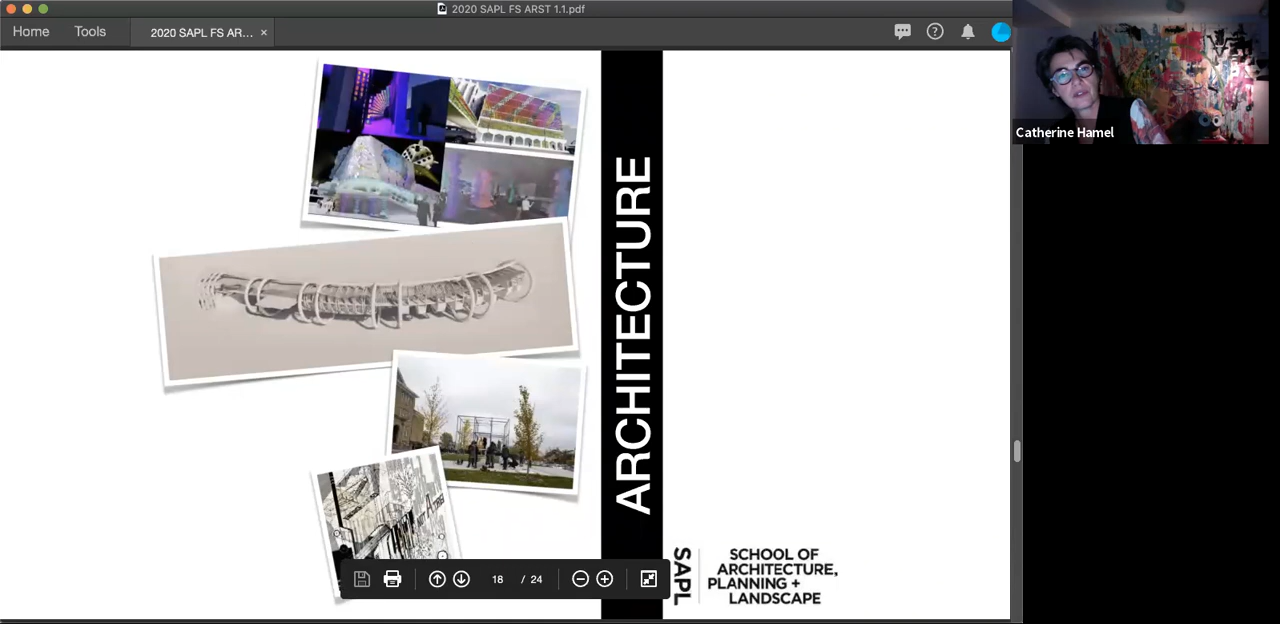 2020 SAPL FS ARST 1.1.pdf
Home
Tools
2020 SAPL FS AR... ×
Catherine Hamel
ARCHITECTURE
18 / 24
SAPL
SCHOOL OF
ARCHITECTURE,
PLANNING +
LANDSCAPE